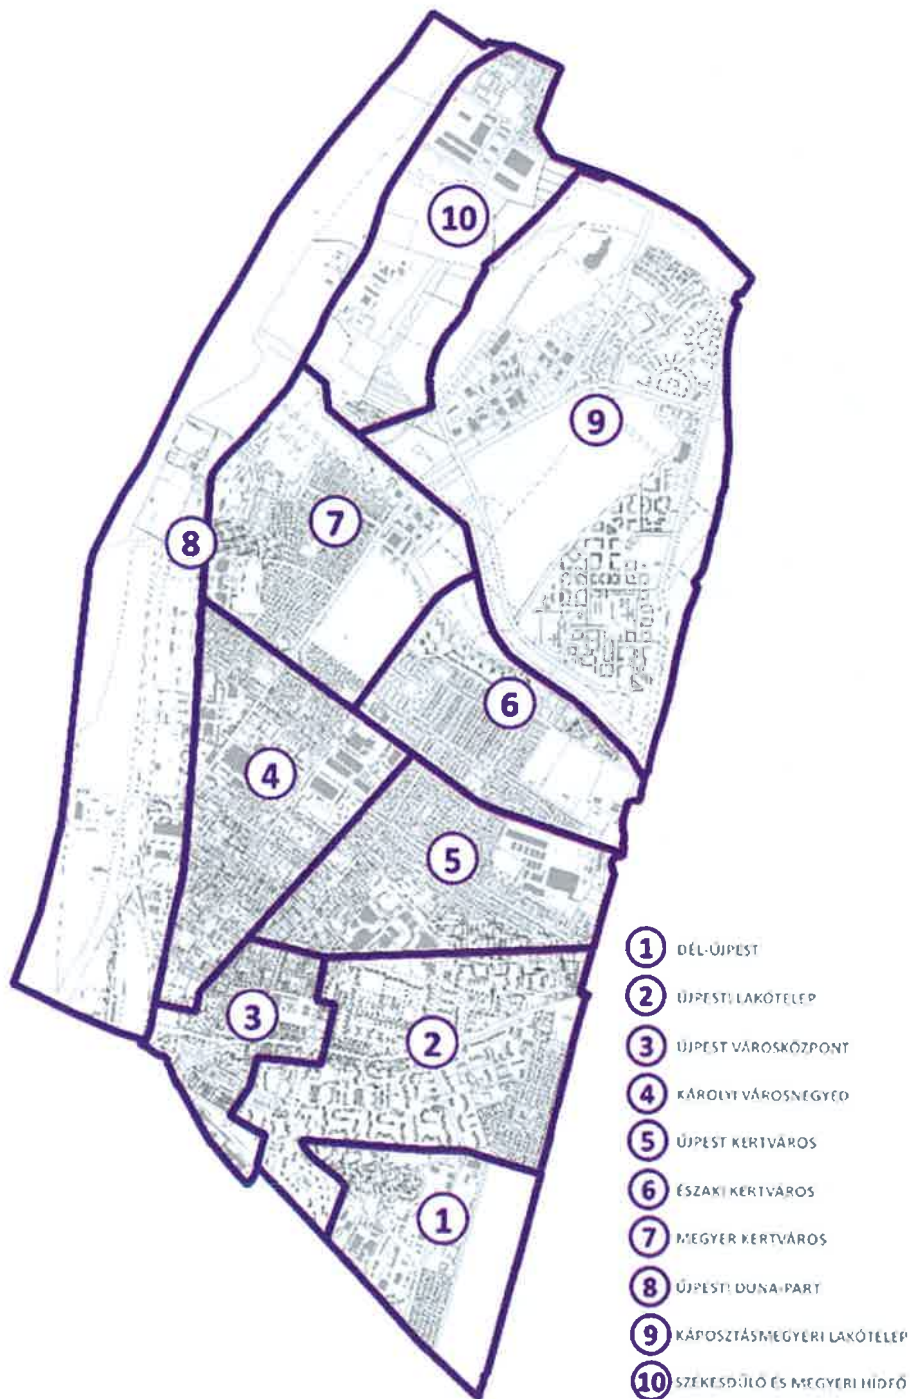 10
9
7
8
6
4
5
3
2
1
1 DÉL-ÚJPEST
2 ÚJPESTI LAKÓTELEP
3 ÚJPEST VÁROSKÖZPONT
4 KÁROLYI VÁROSNEGYED
5 ÚJPEST KERTVÁROS
6 ÉSZAKI KERTVÁROS
7 MEGYER KERTVÁROS
8 ÚJPESTI DUNA-PART
9 KÁPOSZTÁSMEGYERI LAKÓTELEP
10 SZÉKESDŰLŐ ÉS MEGYERI HÍDFŐ